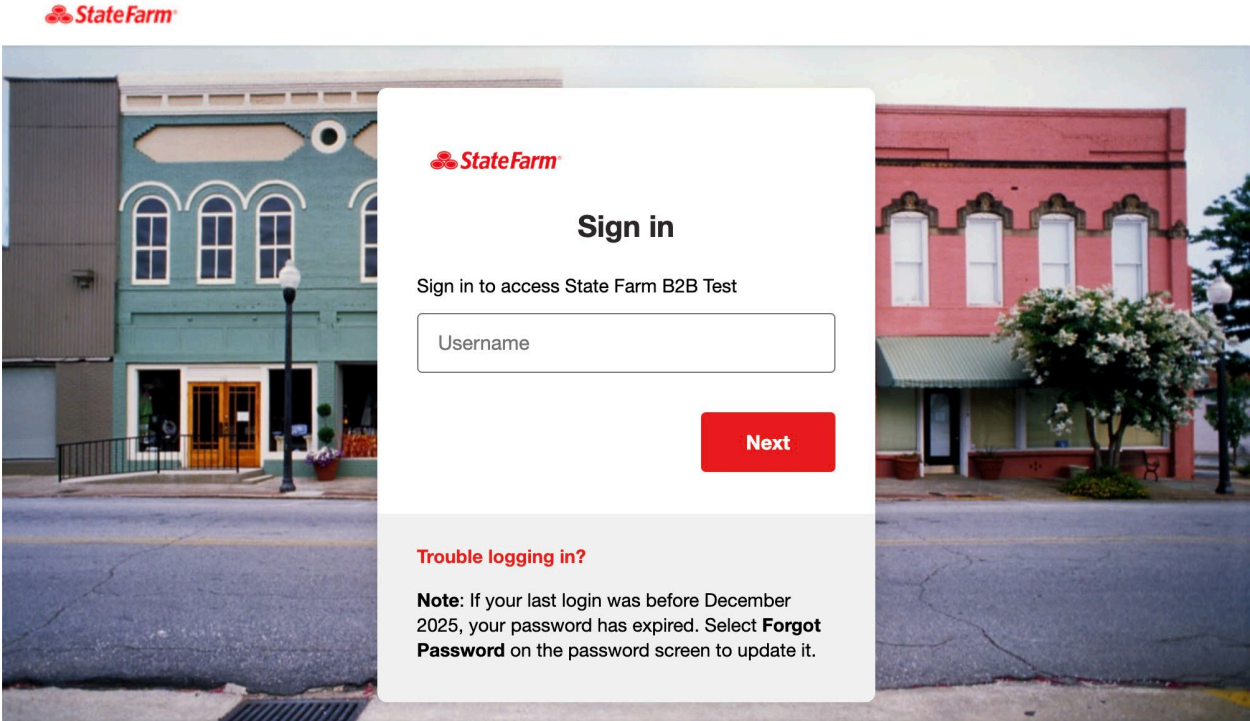 StateFarm®
StateFarm®
Sign in
Sign in to access State Farm B2B Test
Username
Next
Trouble logging in?
Note: If your last login was before December
2025, your password has expired. Select Forgot
Password on the password screen to update it.